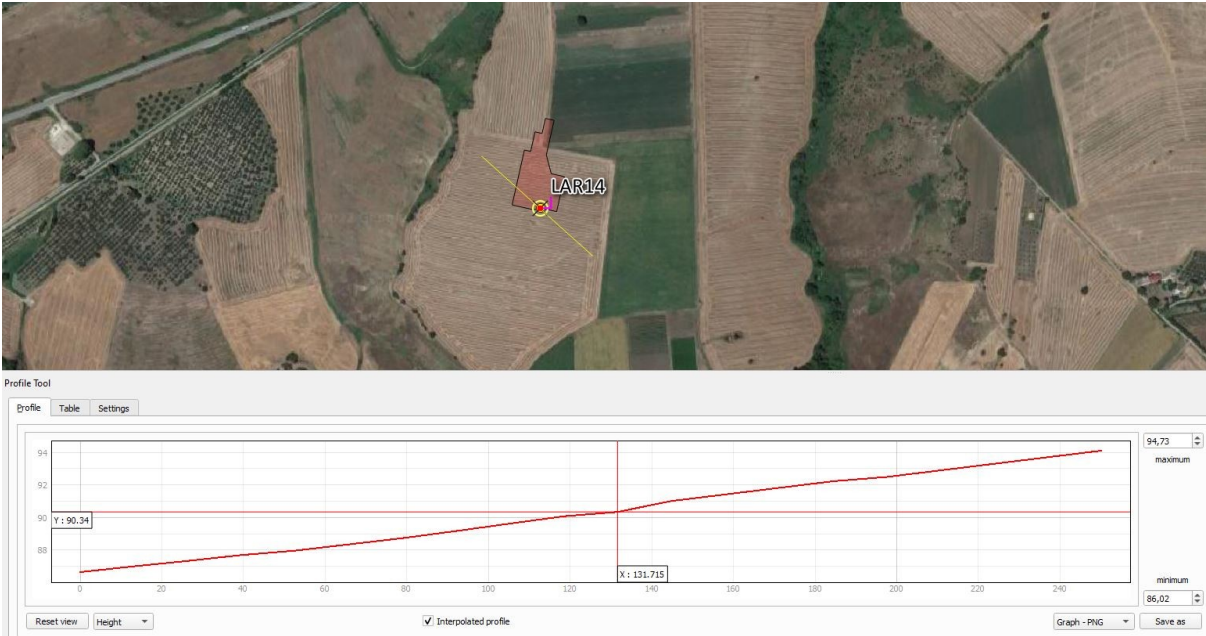 LAR14
Profile Tool
Profile Table Settings
94
92
90
88
Y : 90.34
X : 131.715
0 20 40 60 80 100 120 140 160 180 200 220 240
94,73
maximum
minimum
86,02
Reset view Height Interpolated profile Graph - PNG Save as